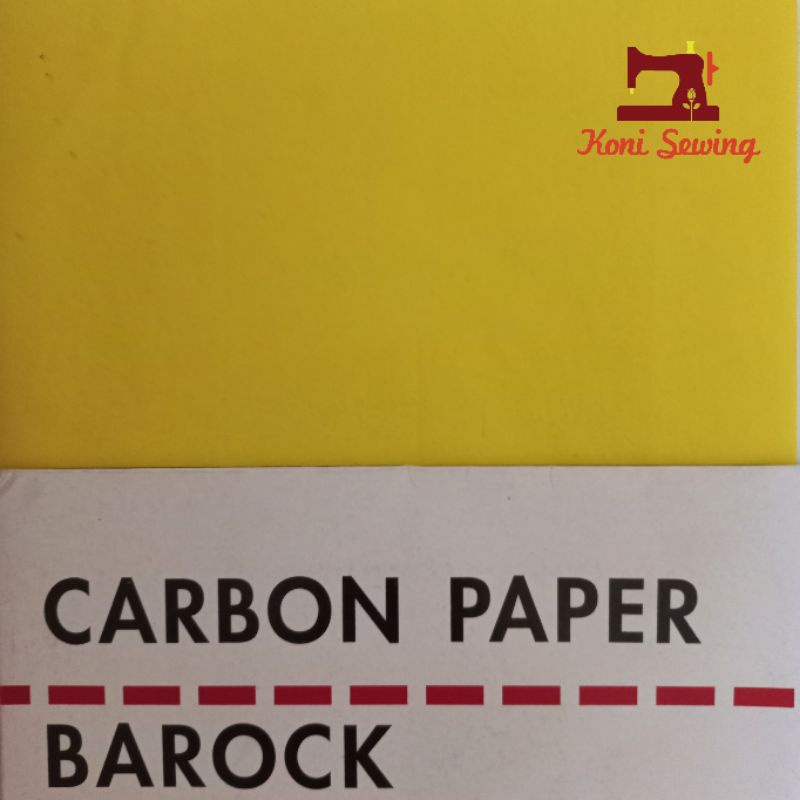 Koni Sewing
CARBON PAPER
BAROCK